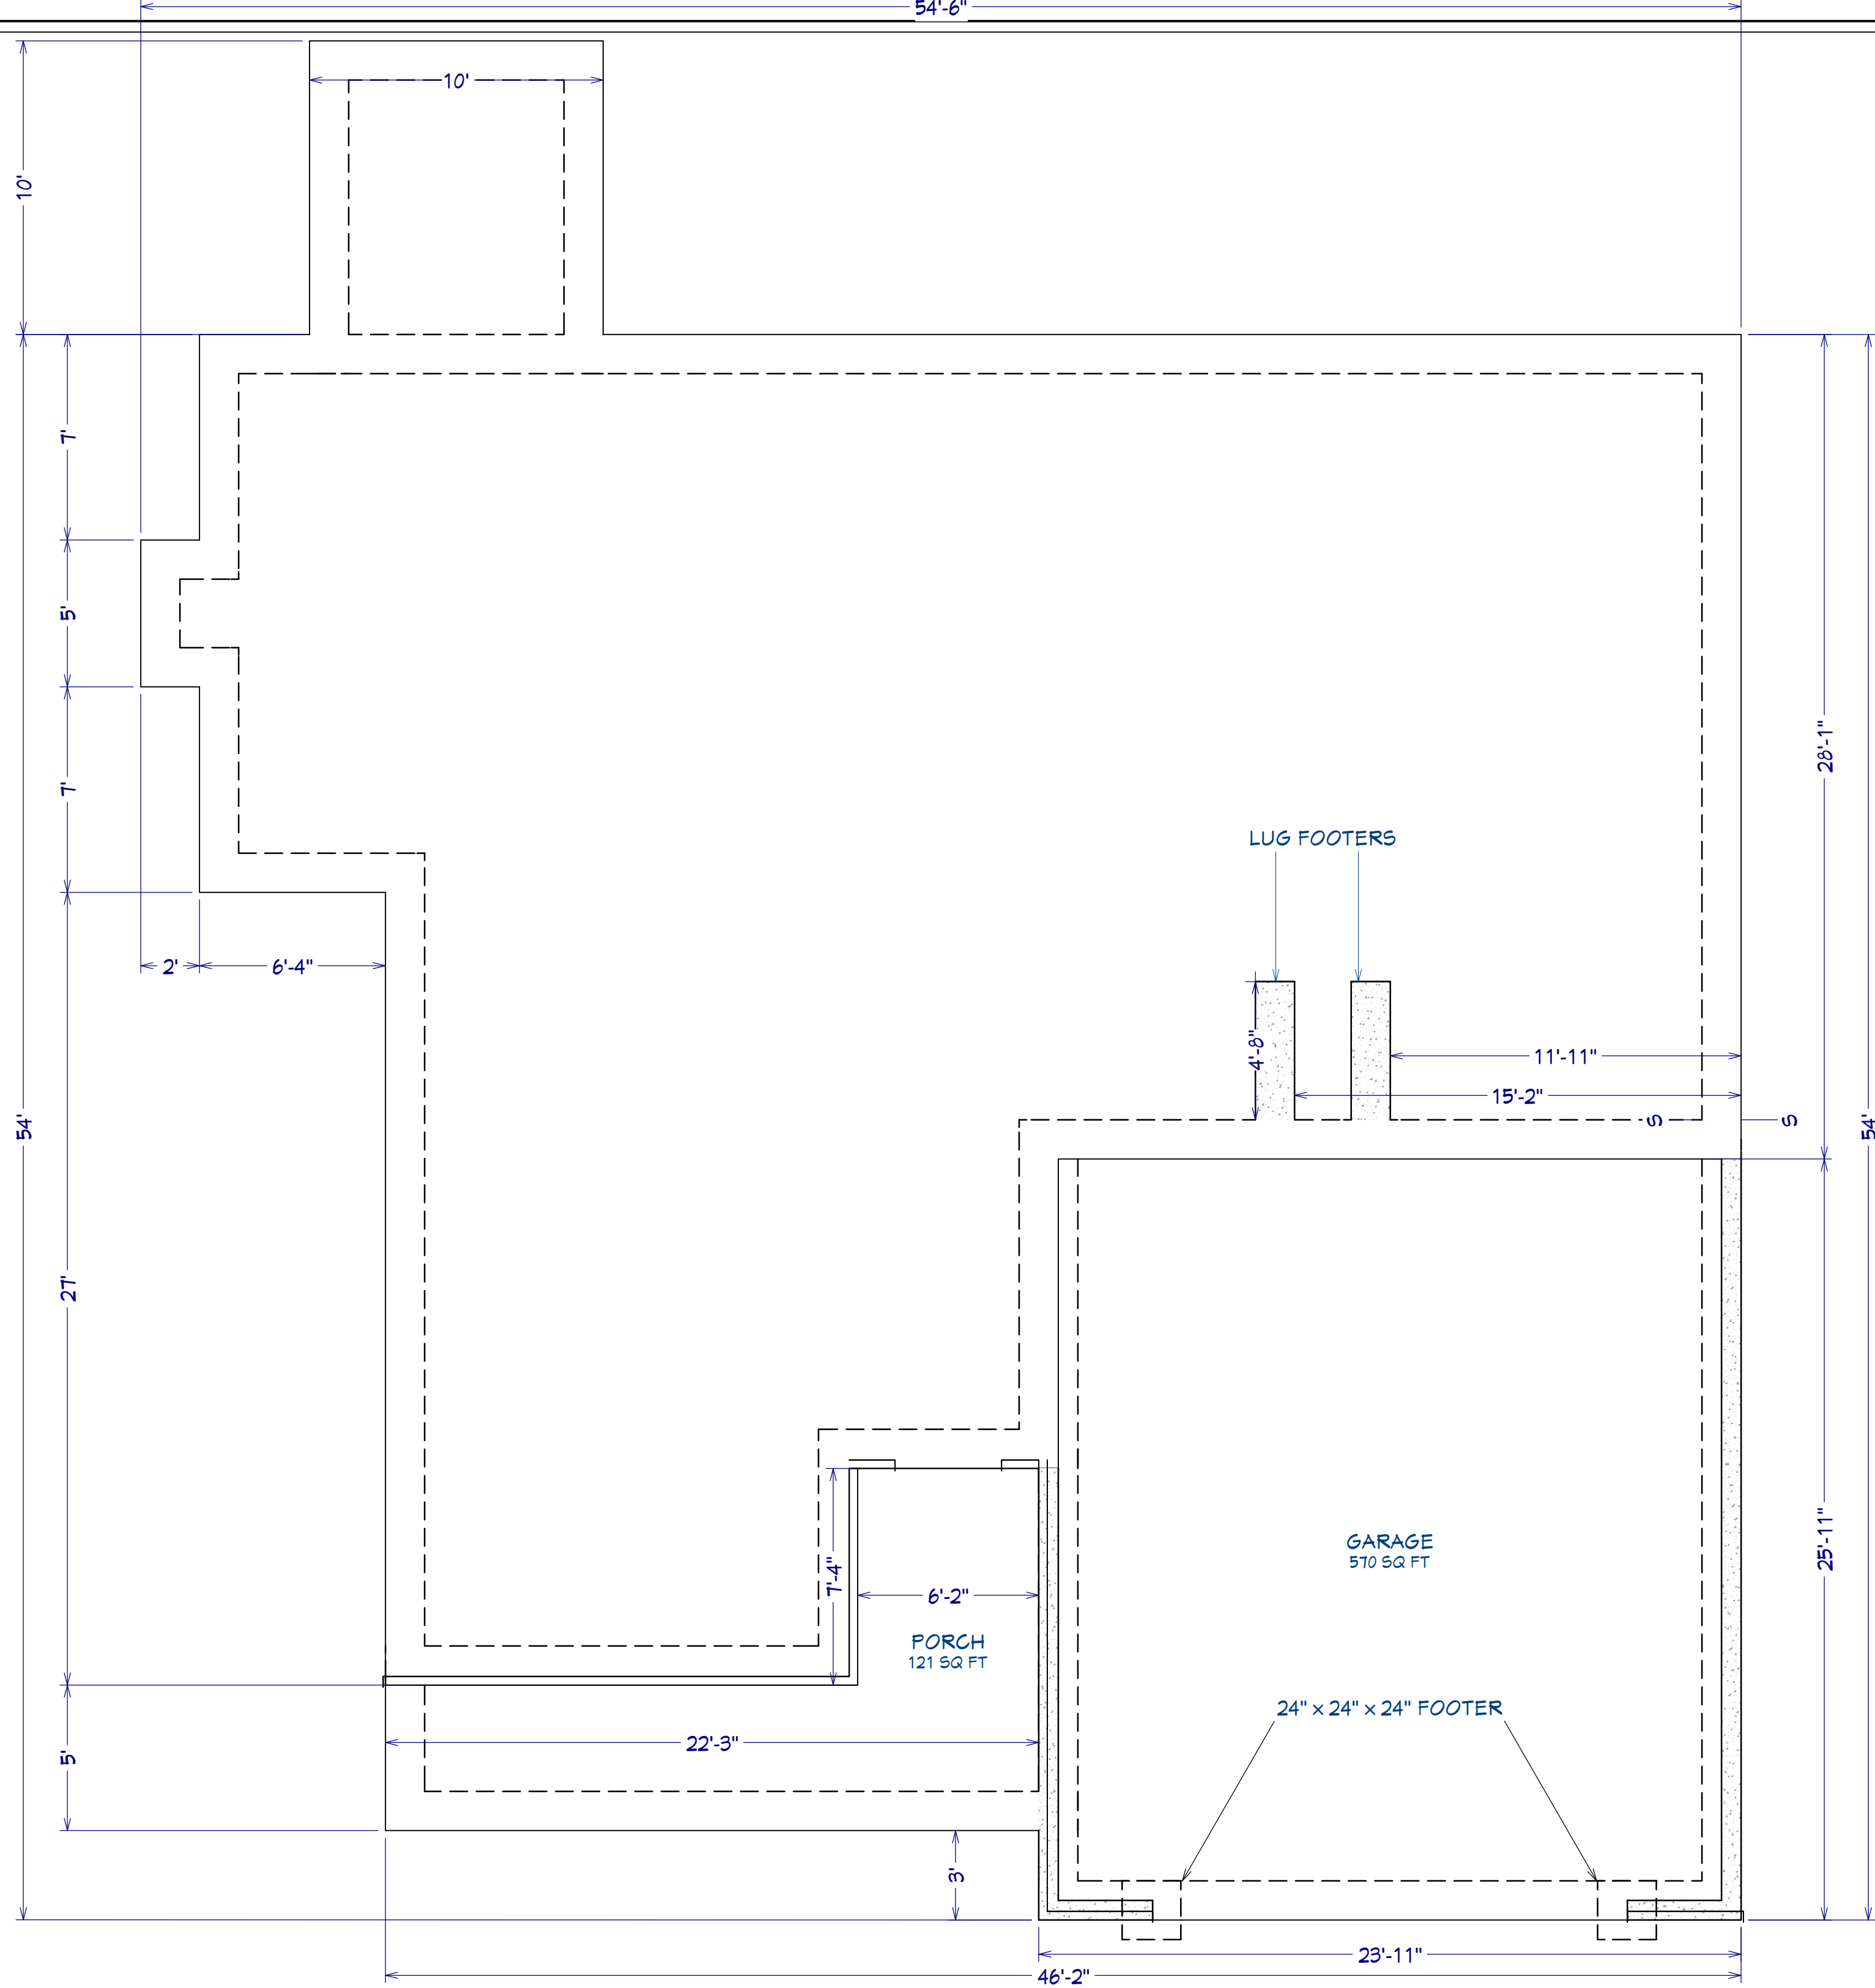 54'-6"
10'
10'
7'
5'
7'
28'-1"
LUG FOOTERS
2'
6'-4"
4'-8"
11'-11"
15'-2"
S
S
54'
54'
27'
25'-11"
GARAGE
570 SQ FT
7'-4"
6'-2"
PORCH
121 SQ FT
24" x 24" x 24" FOOTER
22'-3"
5'
3'
23'-11"
46'-2"